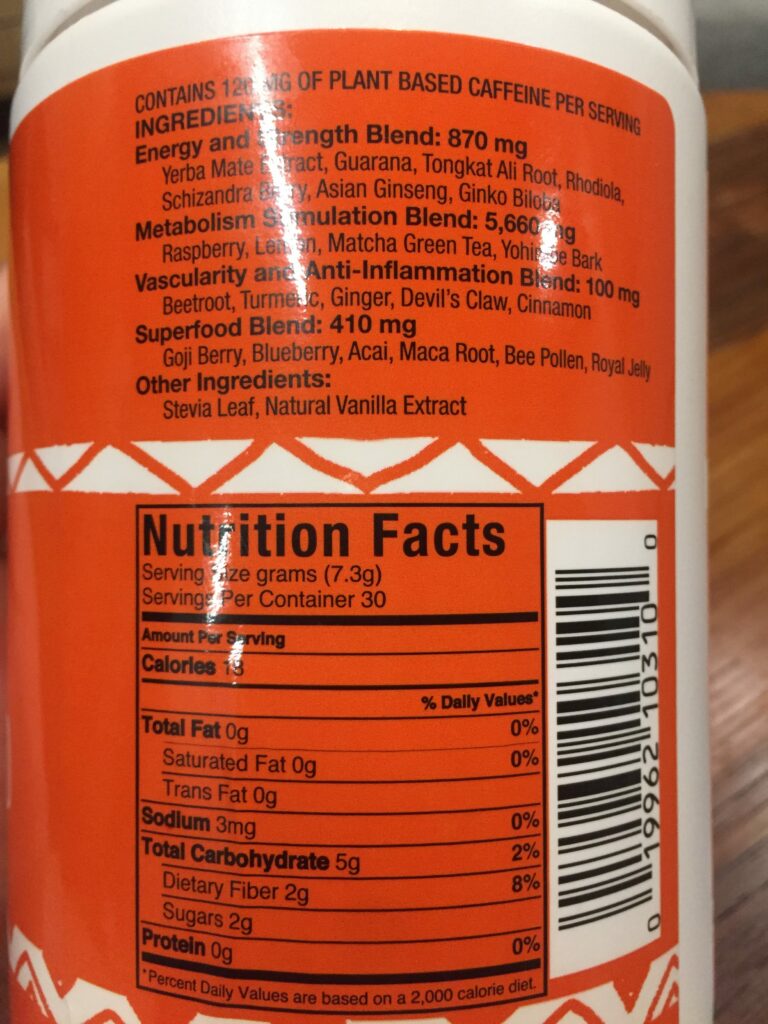 CONTAINS MG OF PLANT BASED CAFFEINE PER SERVING
INGREDIENTS:
Energy and Strength Blend: 870 mg
Yerba Mate Extract, Guarana, Tongkat Ali Root, Rhodiola,
Schizandra Berry, Asian Ginseng, Ginko Biloba
Metabolism Stimulation Blend: 5,660 mg
Raspberry, Lemon, Matcha Green Tea, Yohimbe Bark
Vascularity and Anti-Inflammation Blend: 100 mg
Beetroot, Turmeric, Ginger, Devil's Claw, Cinnamon
Superfood Blend: 410 mg
Goji Berry, Blueberry, Acai, Maca Root, Bee Pollen, Royal Jelly
Other Ingredients:
Stevia Leaf, Natural Vanilla Extract
Nutrition Facts
Serving Size grams (7.3g)
Servings Per Container 30
Amount Per Serving
Calories
% Daily Values*
Total Fat 0g 0%
Saturated Fat 0g 0%
Trans Fat 0g
Sodium 3mg 0%
Total Carbohydrate 5g 2%
Dietary Fiber 2g 8%
Sugars 2g
Protein 0g 0%
*Percent Daily Values are based on a 2,000 calorie diet.
0 19962 10310 0